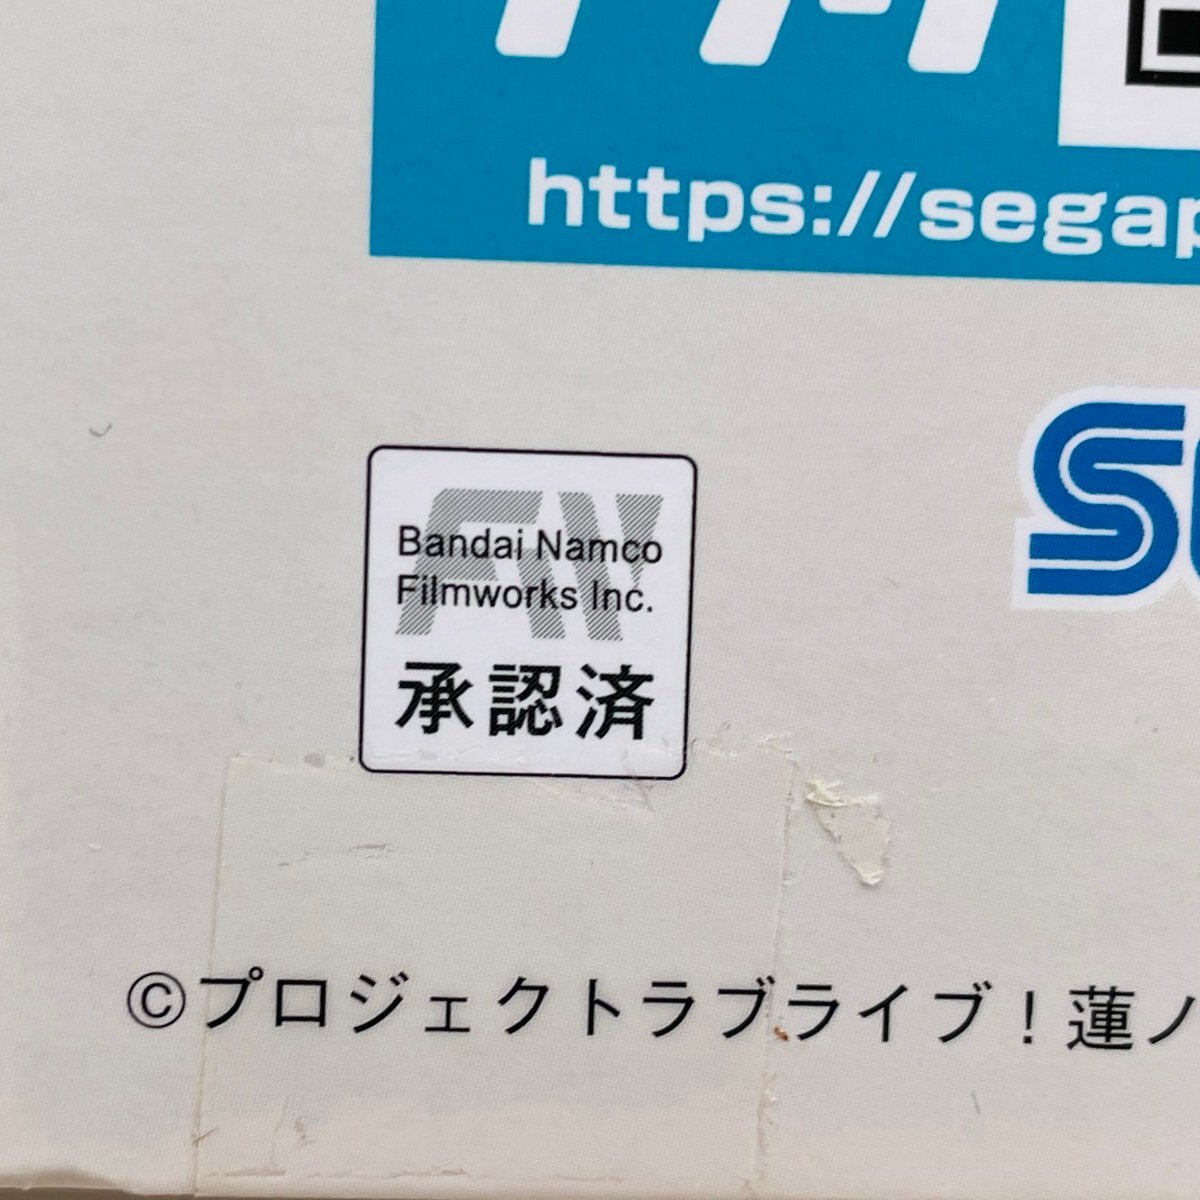 https://segap
Bandai Namco
Filmworks Inc.
承認済
©プロジェクトラブライブ！蓮ノ